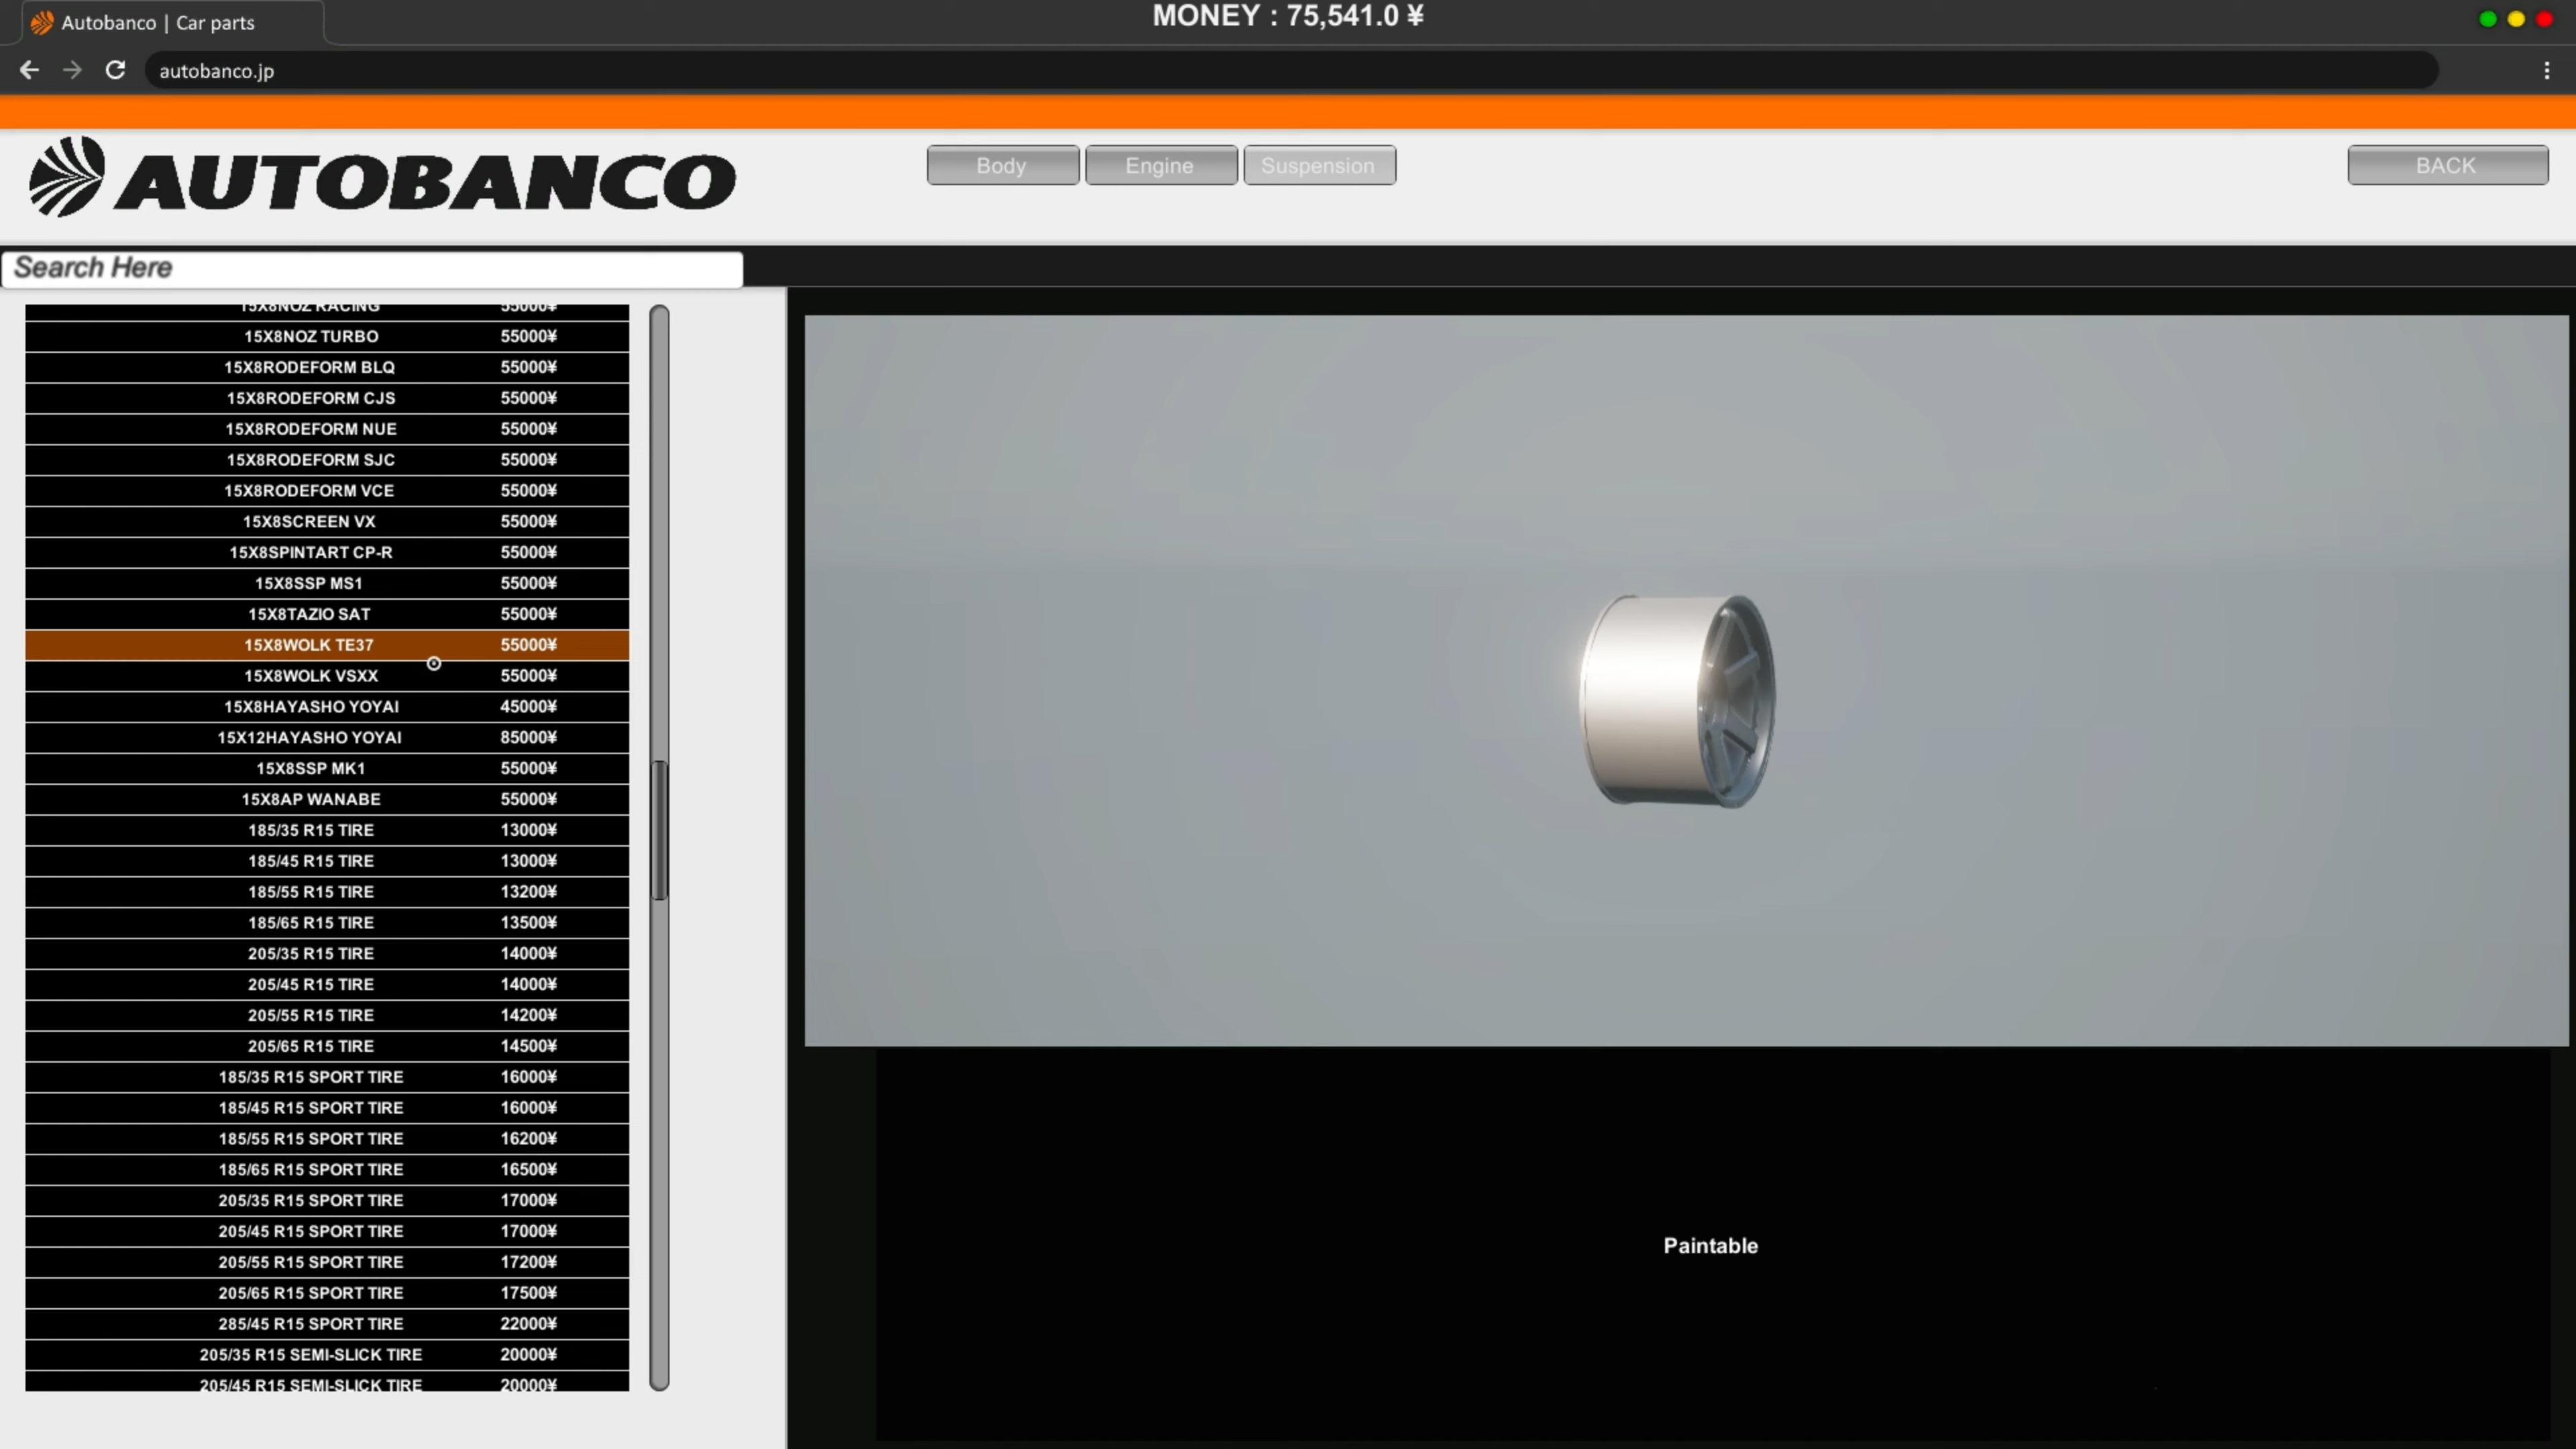 Autobanco | Car parts
MONEY : 75,541.0 ¥
autobanco.jp
AUTOBANCO
Body
Engine
Suspension
BACK
Search Here
15X8NOZ RACING 55000¥
15X8NOZ TURBO 55000¥
15X8RODEFORM BLQ 55000¥
15X8RODEFORM CJS 55000¥
15X8RODEFORM NUE 55000¥
15X8RODEFORM SJC 55000¥
15X8RODEFORM VCE 55000¥
15X8SCREEN VX 55000¥
15X8SPINTART CP-R 55000¥
15X8SSP MS1 55000¥
15X8TAZIO SAT 55000¥
15X8WOLK TE37 55000¥
15X8WOLK VSXX 55000¥
15X8HAYASHO YOYAI 45000¥
15X12HAYASHO YOYAI 85000¥
15X8SSP MK1 55000¥
15X8AP WANABE 55000¥
185/35 R15 TIRE 13000¥
185/45 R15 TIRE 13000¥
185/55 R15 TIRE 13200¥
185/65 R15 TIRE 13500¥
205/35 R15 TIRE 14000¥
205/45 R15 TIRE 14000¥
205/55 R15 TIRE 14200¥
205/65 R15 TIRE 14500¥
185/35 R15 SPORT TIRE 16000¥
185/45 R15 SPORT TIRE 16000¥
185/55 R15 SPORT TIRE 16200¥
185/65 R15 SPORT TIRE 16500¥
205/35 R15 SPORT TIRE 17000¥
205/45 R15 SPORT TIRE 17000¥
205/55 R15 SPORT TIRE 17200¥
205/65 R15 SPORT TIRE 17500¥
285/45 R15 SPORT TIRE 22000¥
205/35 R15 SEMI-SLICK TIRE 20000¥
205/45 R15 SEMI-SLICK TIRE 20000¥
Paintable